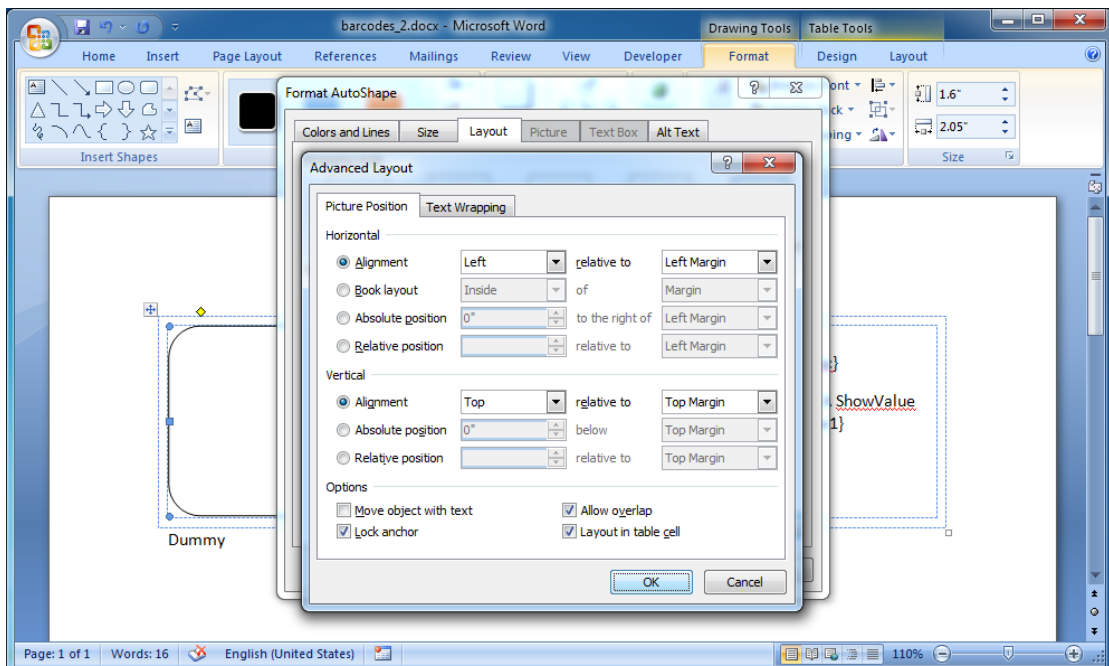 barcodes_2.docx - Microsoft Word
Drawing Tools Table Tools
Home Insert Page Layout References Mailings Review View Developer Format Design Layout
Insert Shapes
1.6"
2.05"
Size
Format AutoShape
Colors and Lines Size Layout Picture Text Box Alt Text
Advanced Layout
Picture Position Text Wrapping
Horizontal
Alignment Left relative to Left Margin
Book layout Inside of Margin
Absolute position 0" to the right of Left Margin
Relative position relative to Left Margin
Vertical
Alignment Top relative to Top Margin
Absolute position 0" below Top Margin
Relative position relative to Top Margin
Options
Move object with text Allow overlap
Lock anchor Layout in table cell
OK Cancel
ShowValue
1}
Dummy
Page: 1 of 1 Words: 16 English (United States) 110%